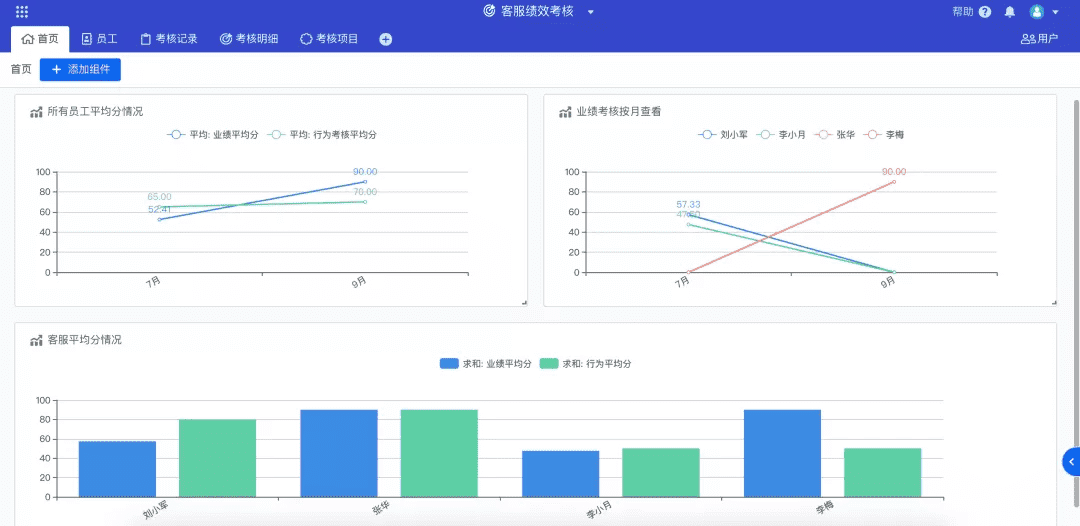 客服绩效考核
帮助
首页 员工 考核记录 考核明细 考核项目
用户
首页 添加组件
所有员工平均分情况
平均: 业绩平均分 平均: 行为考核平均分
100
80
60
40
20
0
65.00
52.41
90.00
70.00
7月 9月
业绩考核按月查看
刘小军 李小月 张华 李梅
100
80
60
40
20
0
57.33
90.00
7月 9月
客服平均分情况
求和: 业绩平均分 求和: 行为平均分
100
80
60
40
20
0
刘小军 张华 李小月 李梅